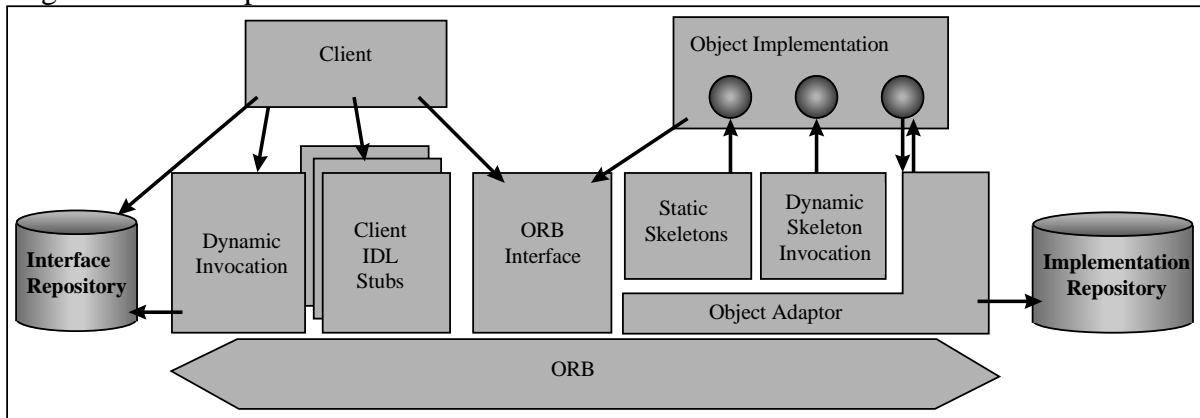 Client
Object Implementation
Interface
Repository
Dynamic
Invocation
Client
IDL
Stubs
ORB
Interface
Static
Skeletons
Dynamic
Skeleton
Invocation
Object Adaptor
Implementation
Repository
ORB